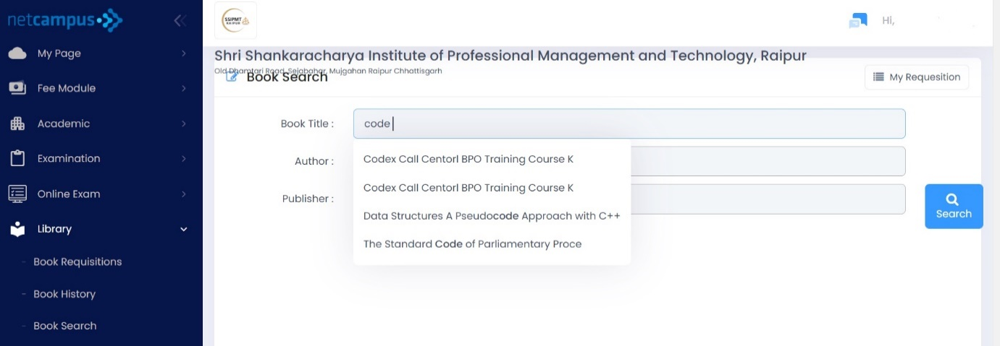 netcampus
My Page
Fee Module
Academic
Examination
Online Exam
Library
Book Requisitions
Book History
Book Search
SSIPMT
RAIPUR
Hi,
Shri Shankaracharya Institute of Professional Management and Technology, Raipur
Old Dhamtari Road, Sejabahar, Mujgahan Raipur Chhattisgarh
Book Search
My Requesition
Book Title :
code
Codex Call Centorl BPO Training Course K
Codex Call Centorl BPO Training Course K
Data Structures A Pseudocode Approach with C++
The Standard Code of Parliamentary Proce
Author :
Publisher :
Search